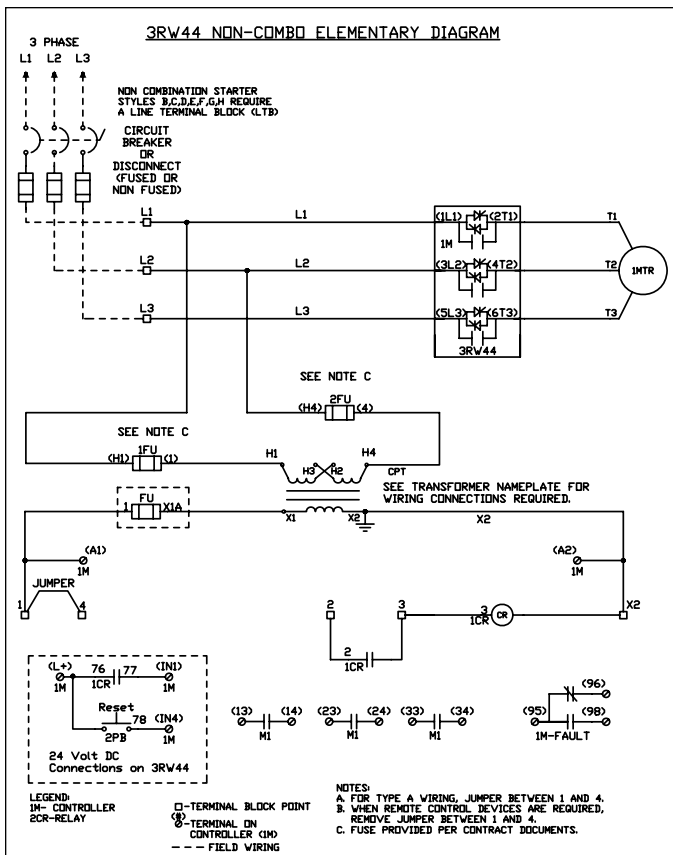 3RW44 NON-COMBO ELEMENTARY DIAGRAM
3 PHASE
L1 L2 L3
NON COMBINATION STARTER
STYLES B,C,D,E,F,G,H REQUIRE
A LINE TERMINAL BLOCK (LTB)
CIRCUIT
BREAKER
OR
DISCONNECT
(FUSED OR
NON FUSED)
L1 L1 (1L1) (2T1) T1
1M
L2 L2 (3L2) (4T2) T2 1MTR
L3 L3 (5L3) (6T3) T3
3RW44
SEE NOTE C
2FU
(H4) (4)
SEE NOTE C
1FU
(H1) (1) H1 H3 H2 H4
CPT
SEE TRANSFORMER NAMEPLATE FOR
WIRING CONNECTIONS REQUIRED.
FU
1 X1A X1 X2 X2
(A1) (A2)
1M 1M
JUMPER
1 4 2 3 3 CR X2
1CR
2
1CR
(L+) 76 77 (IN1)
1M 1CR 1M
Reset
78 (IN4)
2PB 1M
24 Volt DC
Connections on 3RW44
(13) (14) (23) (24) (33) (34)
M1 M1 M1
(96)
(95) (98)
1M-FAULT
LEGEND:
1M- CONTROLLER
2CR-RELAY
□-TERMINAL BLOCK POINT
(#)
-TERMINAL ON
CONTROLLER (1M)
--- FIELD WIRING
NOTES:
A. FOR TYPE A WIRING, JUMPER BETWEEN 1 AND 4.
B. WHEN REMOTE CONTROL DEVICES ARE REQUIRED,
REMOVE JUMPER BETWEEN 1 AND 4.
C. FUSE PROVIDED PER CONTRACT DOCUMENTS.